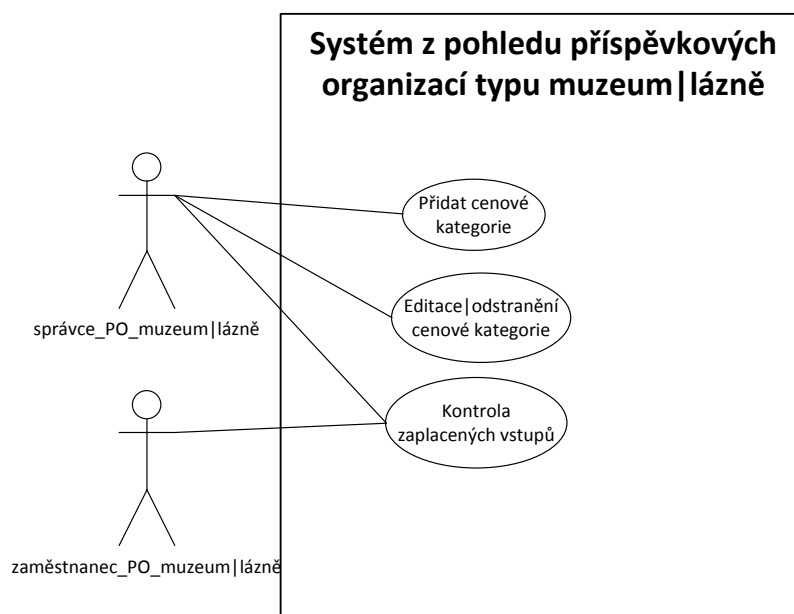 Systém z pohledu příspěvkových
organizací typu muzeum|lázně
Přidat cenové
kategorie
správce_PO_muzeum|lázně
Editace|odstranění
cenové kategorie
Kontrola
zaplacených vstupů
zaměstnanec_PO_muzeum|lázně